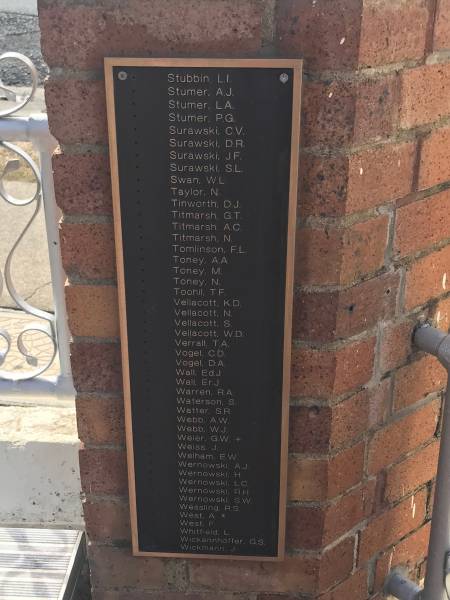 Stubbin, L.I.
Stumer, A.J.
Stumer, L.A.
Stumer, P.G.
Surawski, C.V.
Surawski, D.R.
Surawski, J.F.
Surawski, S.L.
Swan, W.L.
Taylor, N.
Tinworth, D.J.
Titmarsh, G.T.
Titmarsh, A.C.
Titmarsh, N.
Tomlinson, F.L.
Toney, A.A.
Toney, M.
Toney, N.
Toohil, T.F.
Vellacott, K.D.
Vellacott, N.
Vellacott, S.
Vellacott, W.D.
Verrall, T.A.
Vogel, C.D.
Vogel, D.A.
Wall, Ed.J
Wall, Er.J
Warren, R.A.
Waterson, S.
Watter, S.R.
Webb, A.W.
Webb, W.J.
Weier, G.W. +
Weiss, J.
Welham, E.W.
Wernowski, A.J.
Wernowski, H.
Wernowski, L.C.
Wernowski, R.H.
Wernowski, S.W.
Wessling, R.S.
West, A. +
West, F.
Whitfield, L.
Wickannhoffer, G.S.
Wickmann, J.